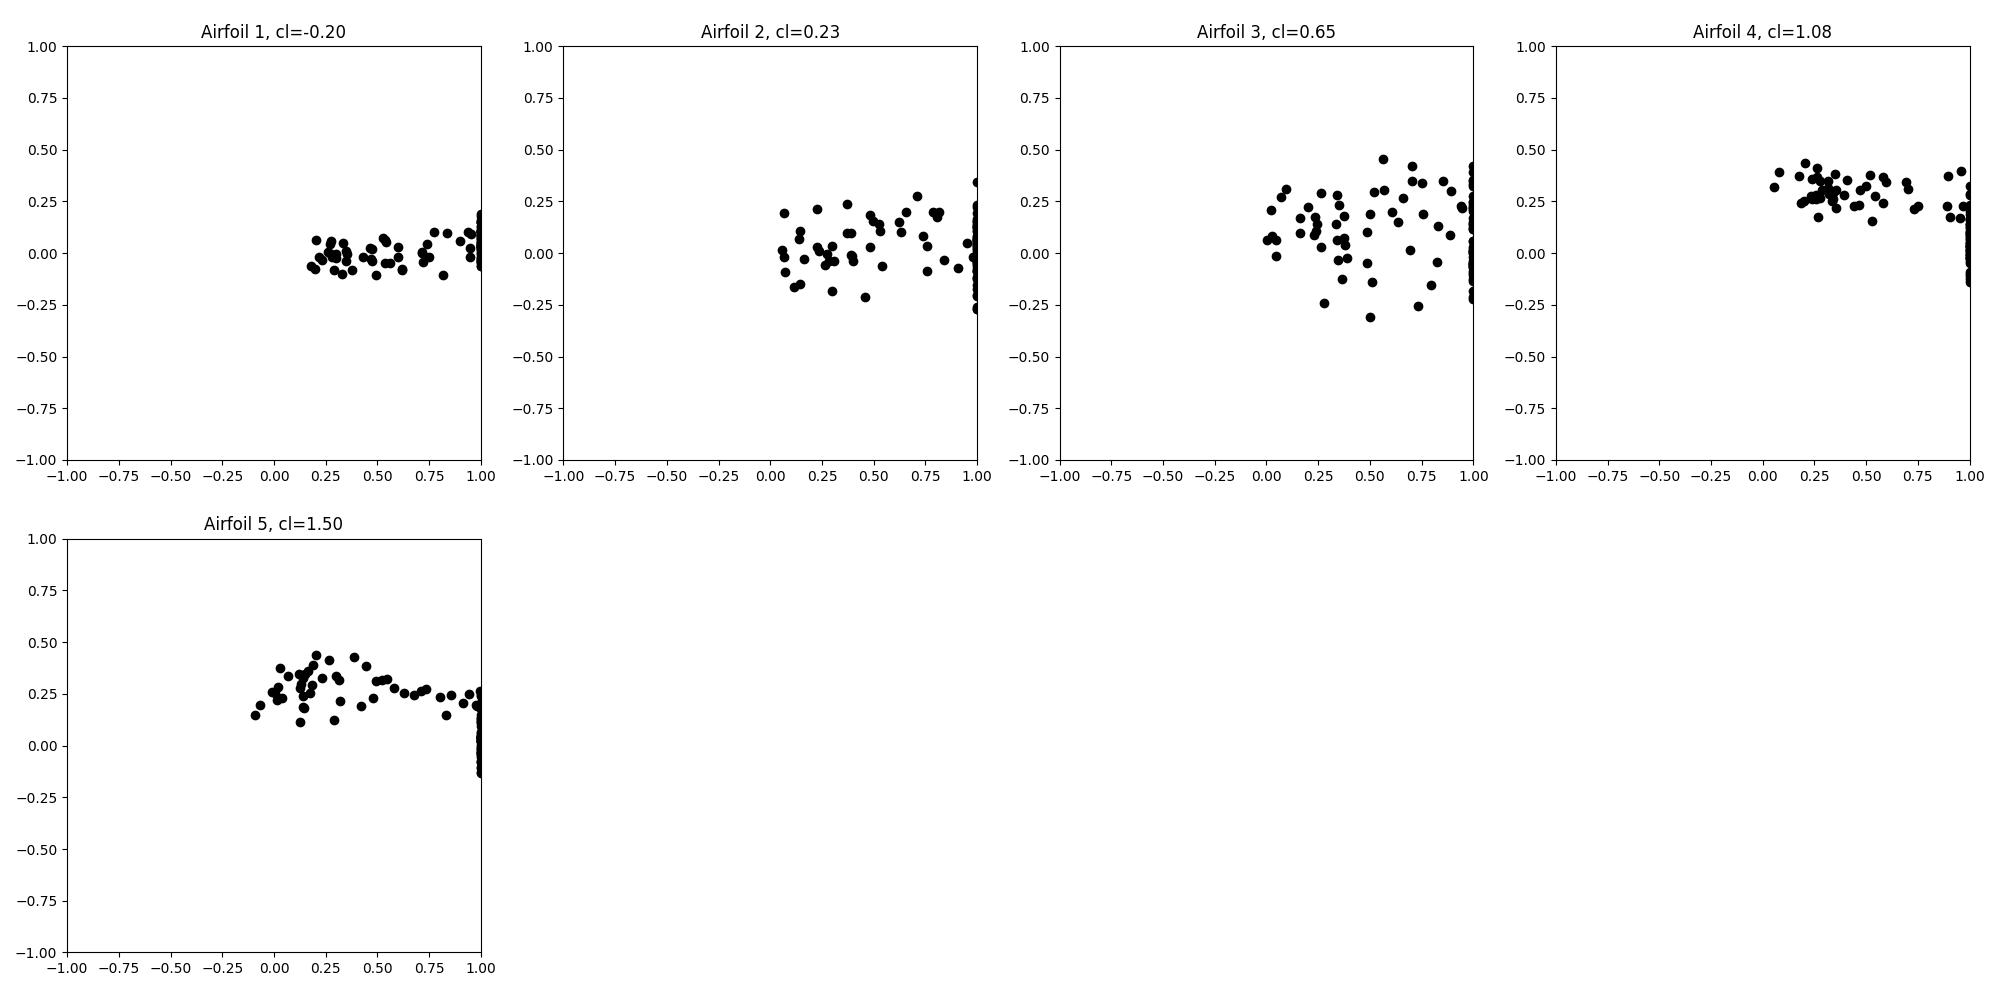 Airfoil 1, cl=-0.20
Airfoil 2, cl=0.23
Airfoil 3, cl=0.65
Airfoil 4, cl=1.08
1.00 1.00 1.00 1.00
0.75 0.75 0.75 0.75
0.50 0.50 0.50 0.50
0.25 0.25 0.25 0.25
0.00 0.00 0.00 0.00
−0.25 −0.25 −0.25 −0.25
−0.50 −0.50 −0.50 −0.50
−0.75 −0.75 −0.75 −0.75
−1.00 −1.00 −1.00 −1.00
−1.00 −0.75 −0.50 −0.25 0.00 0.25 0.50 0.75 1.00
−1.00 −0.75 −0.50 −0.25 0.00 0.25 0.50 0.75 1.00
−1.00 −0.75 −0.50 −0.25 0.00 0.25 0.50 0.75 1.00
−1.00 −0.75 −0.50 −0.25 0.00 0.25 0.50 0.75 1.00
Airfoil 5, cl=1.50
1.00
0.75
0.50
0.25
0.00
−0.25
−0.50
−0.75
−1.00
−1.00 −0.75 −0.50 −0.25 0.00 0.25 0.50 0.75 1.00